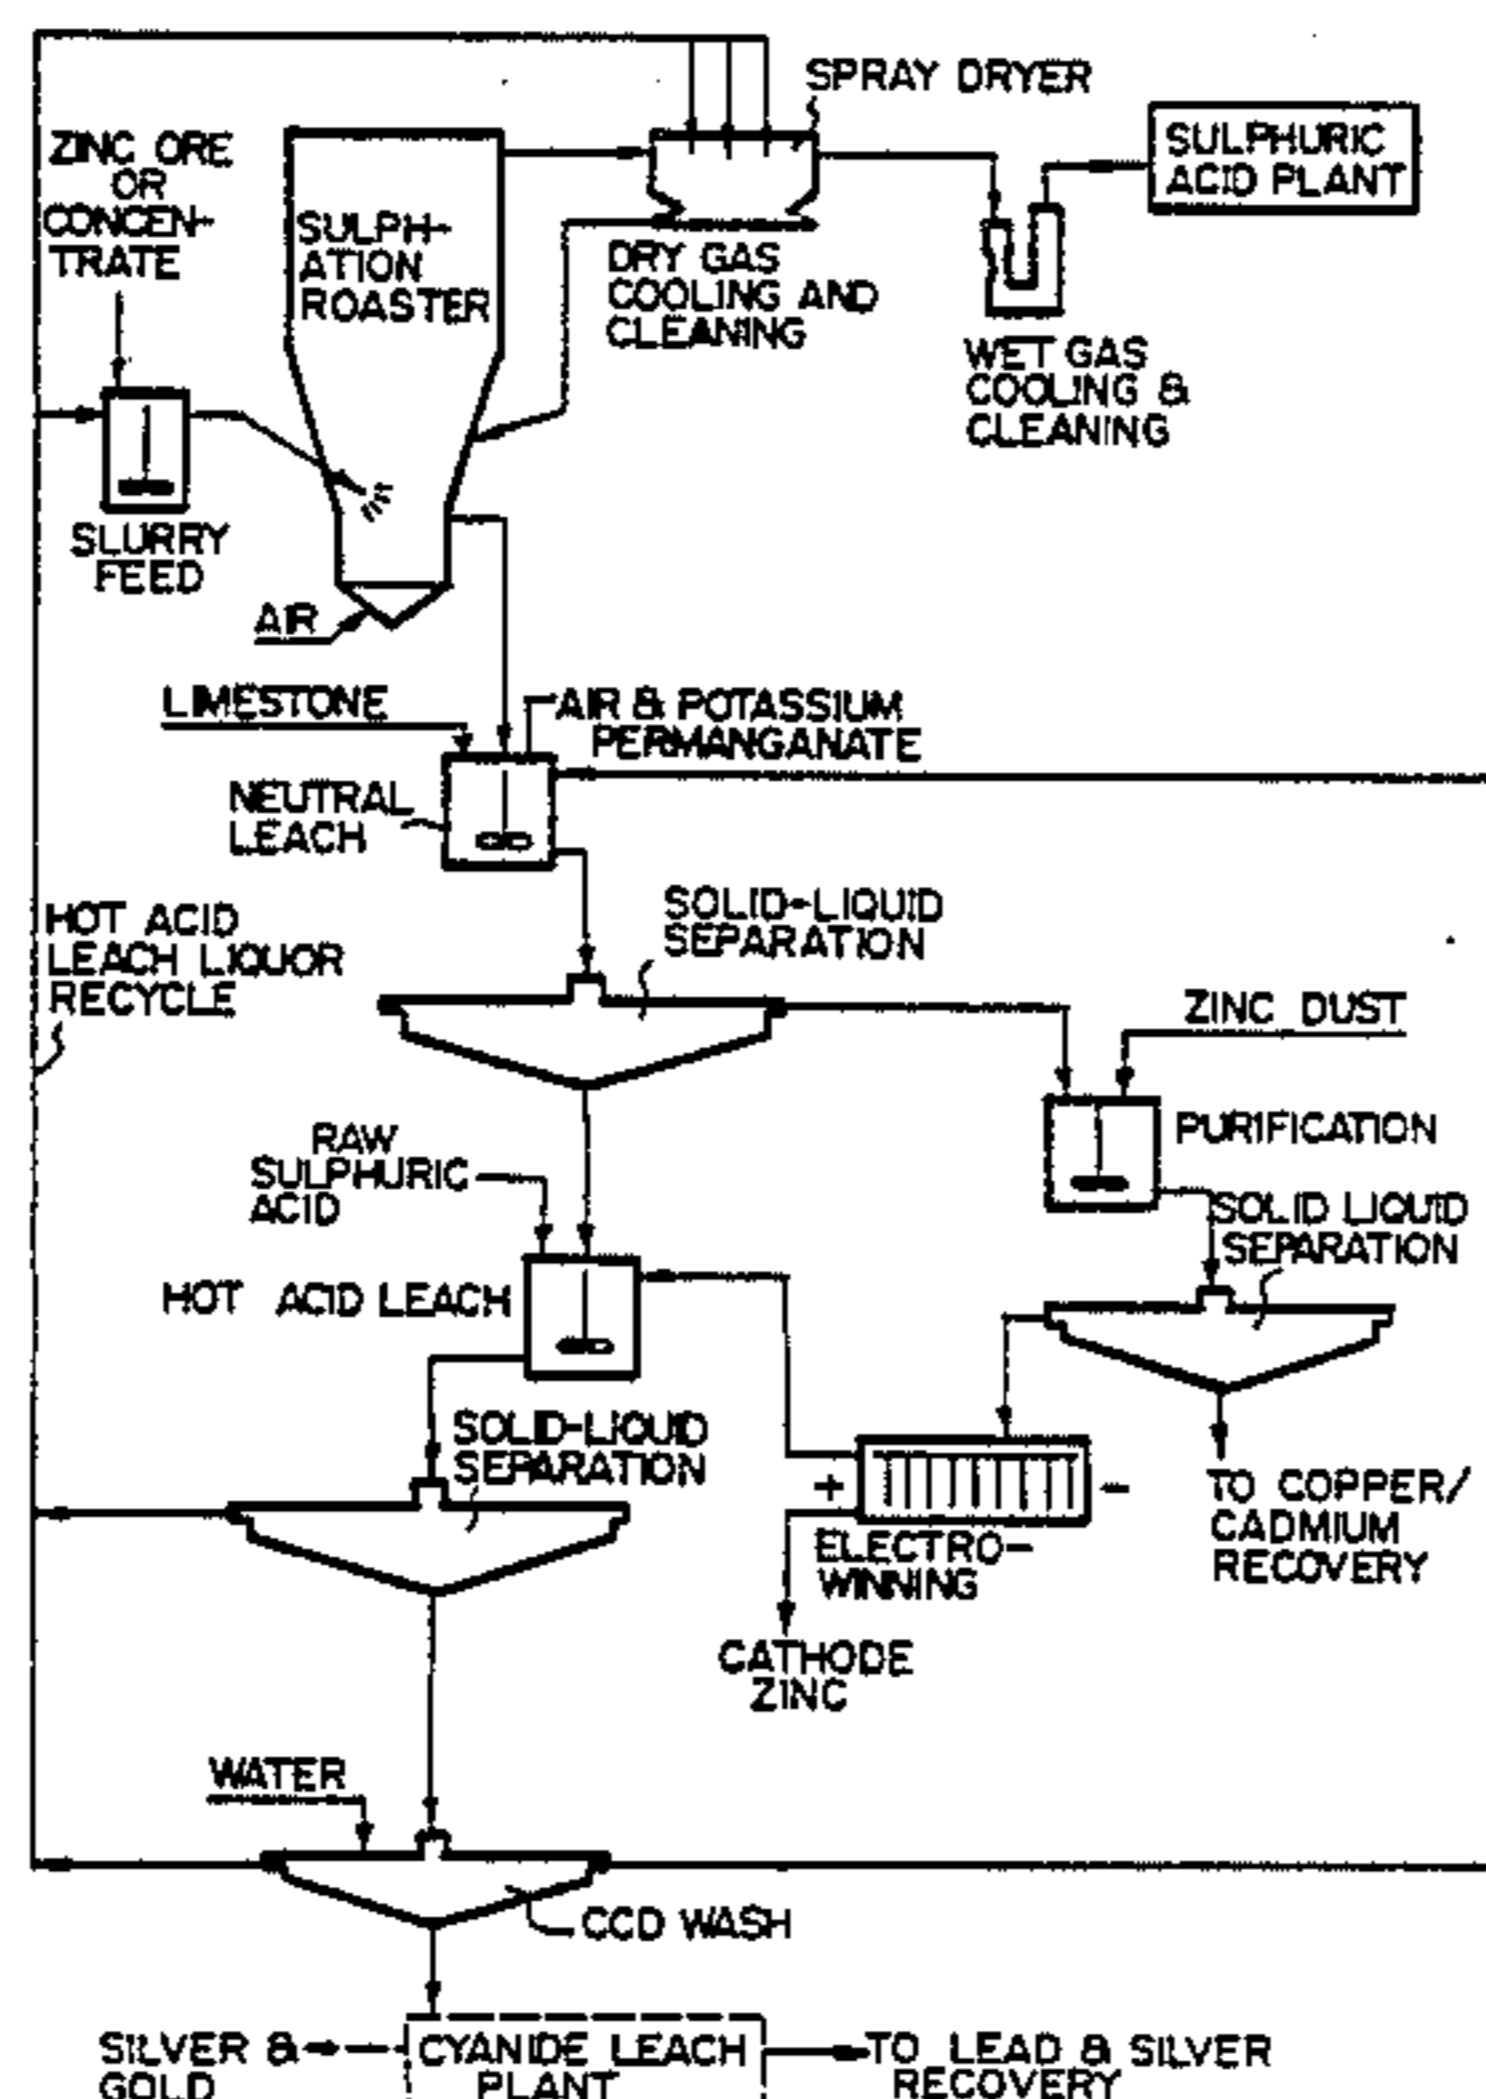 SPRAY DRYER
ZINC ORE
OR
CONCEN-
TRATE
SULPHURIC
ACID PLANT
SULPH-
ATION
ROASTER
DRY GAS
COOLING AND
CLEANING
WET GAS
COOLING &
CLEANING
SLURRY
FEED
AIR
LIMESTONE
AIR & POTASSIUM
PERMANGANATE
NEUTRAL
LEACH
HOT ACID
LEACH LIQUOR
RECYCLE
SOLID-LIQUID
SEPARATION
ZINC DUST
RAW
SULPHURIC
ACID
PURIFICATION
SOLID LIQUID
SEPARATION
HOT ACID LEACH
SOLID-LIQUID
SEPARATION
+
-
ELECTRO-
WINNING
TO COPPER/
CADMIUM
RECOVERY
CATHODE
ZINC
WATER
CCD WASH
SILVER &
GOLD
CYANIDE LEACH
PLANT
TO LEAD & SILVER
RECOVERY